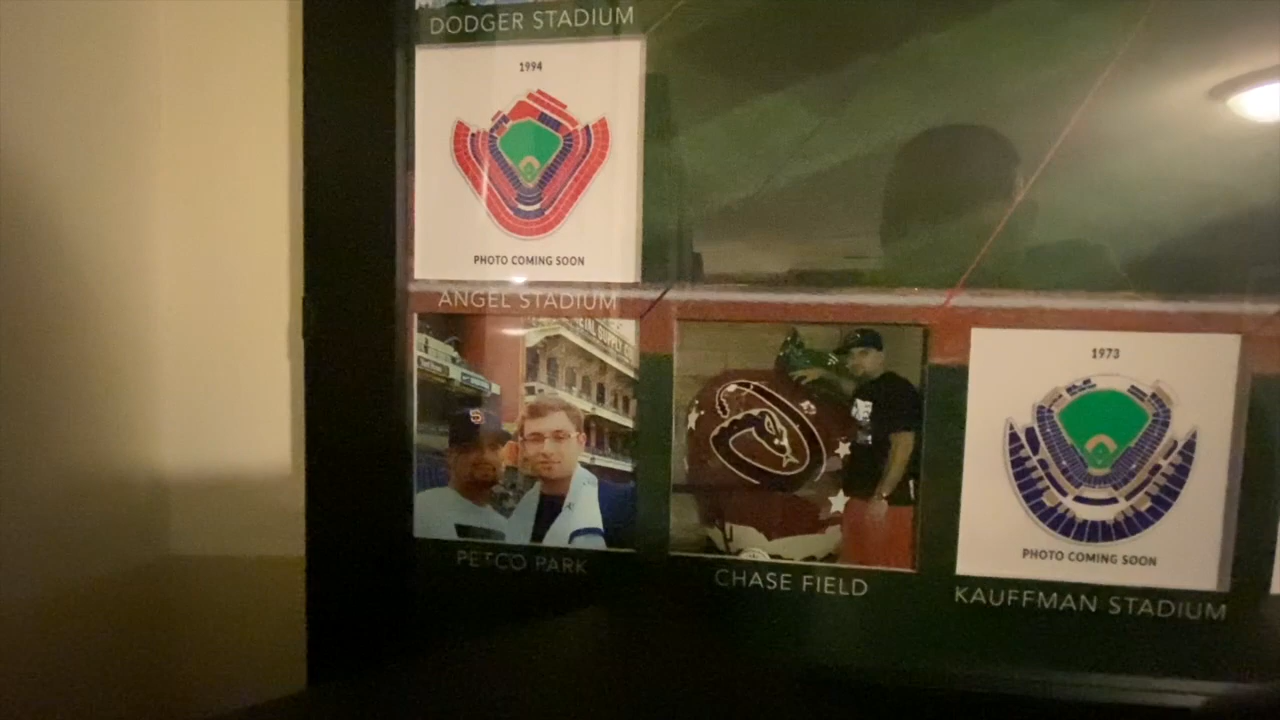 DODGER STADIUM
1994
PHOTO COMING SOON
ANGEL STADIUM
PETCO PARK
CHASE FIELD
1973
PHOTO COMING SOON
KAUFFMAN STADIUM